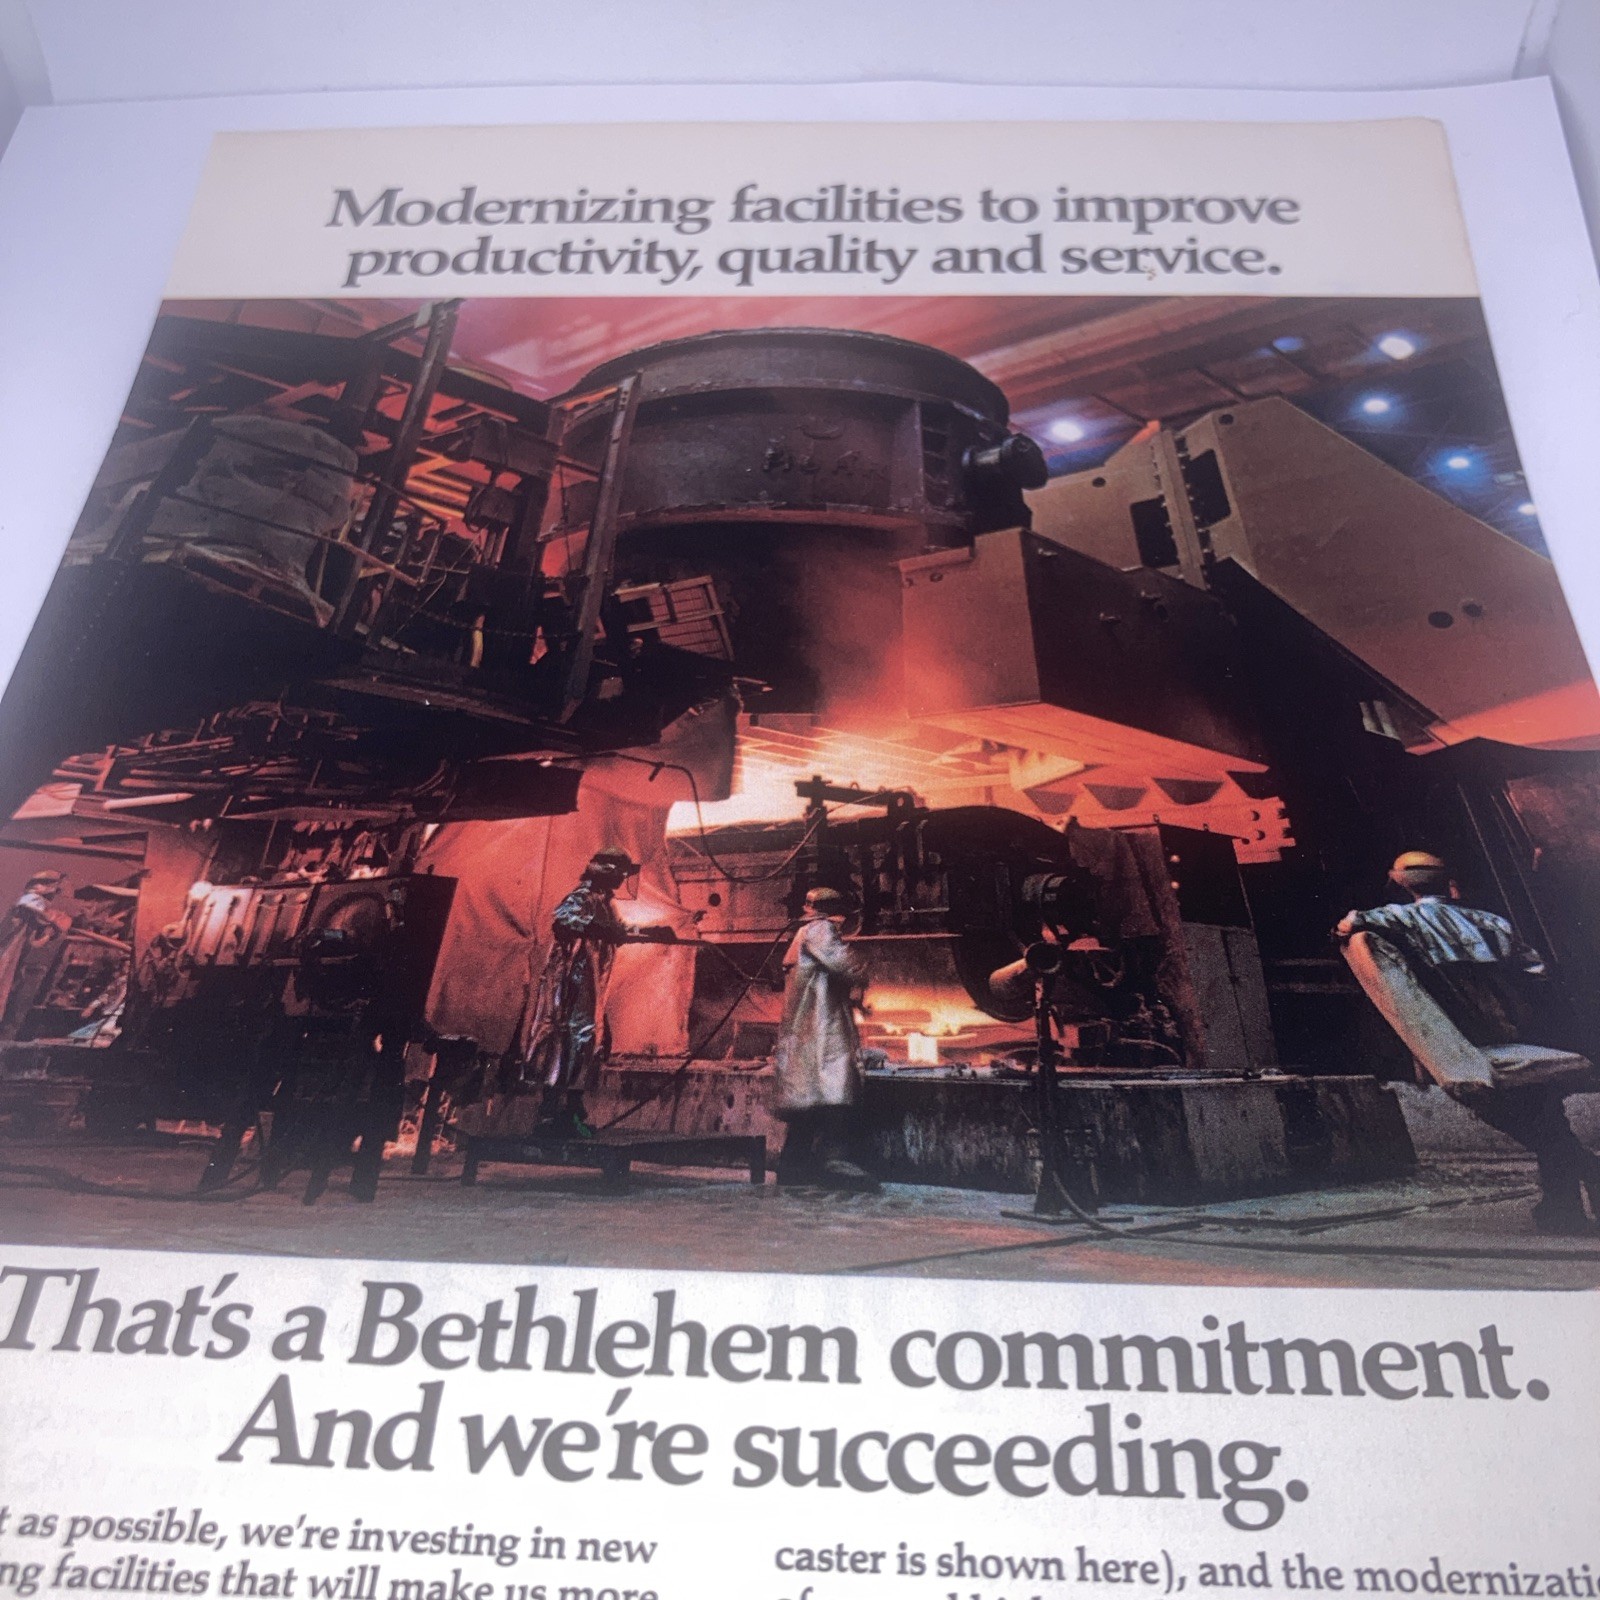 Modernizing facilities to improve
productivity, quality and service.
That's a Bethlehem commitment.
And we're succeeding.
as possible, we're investing in new
facilities that will make us more
caster is shown here), and the